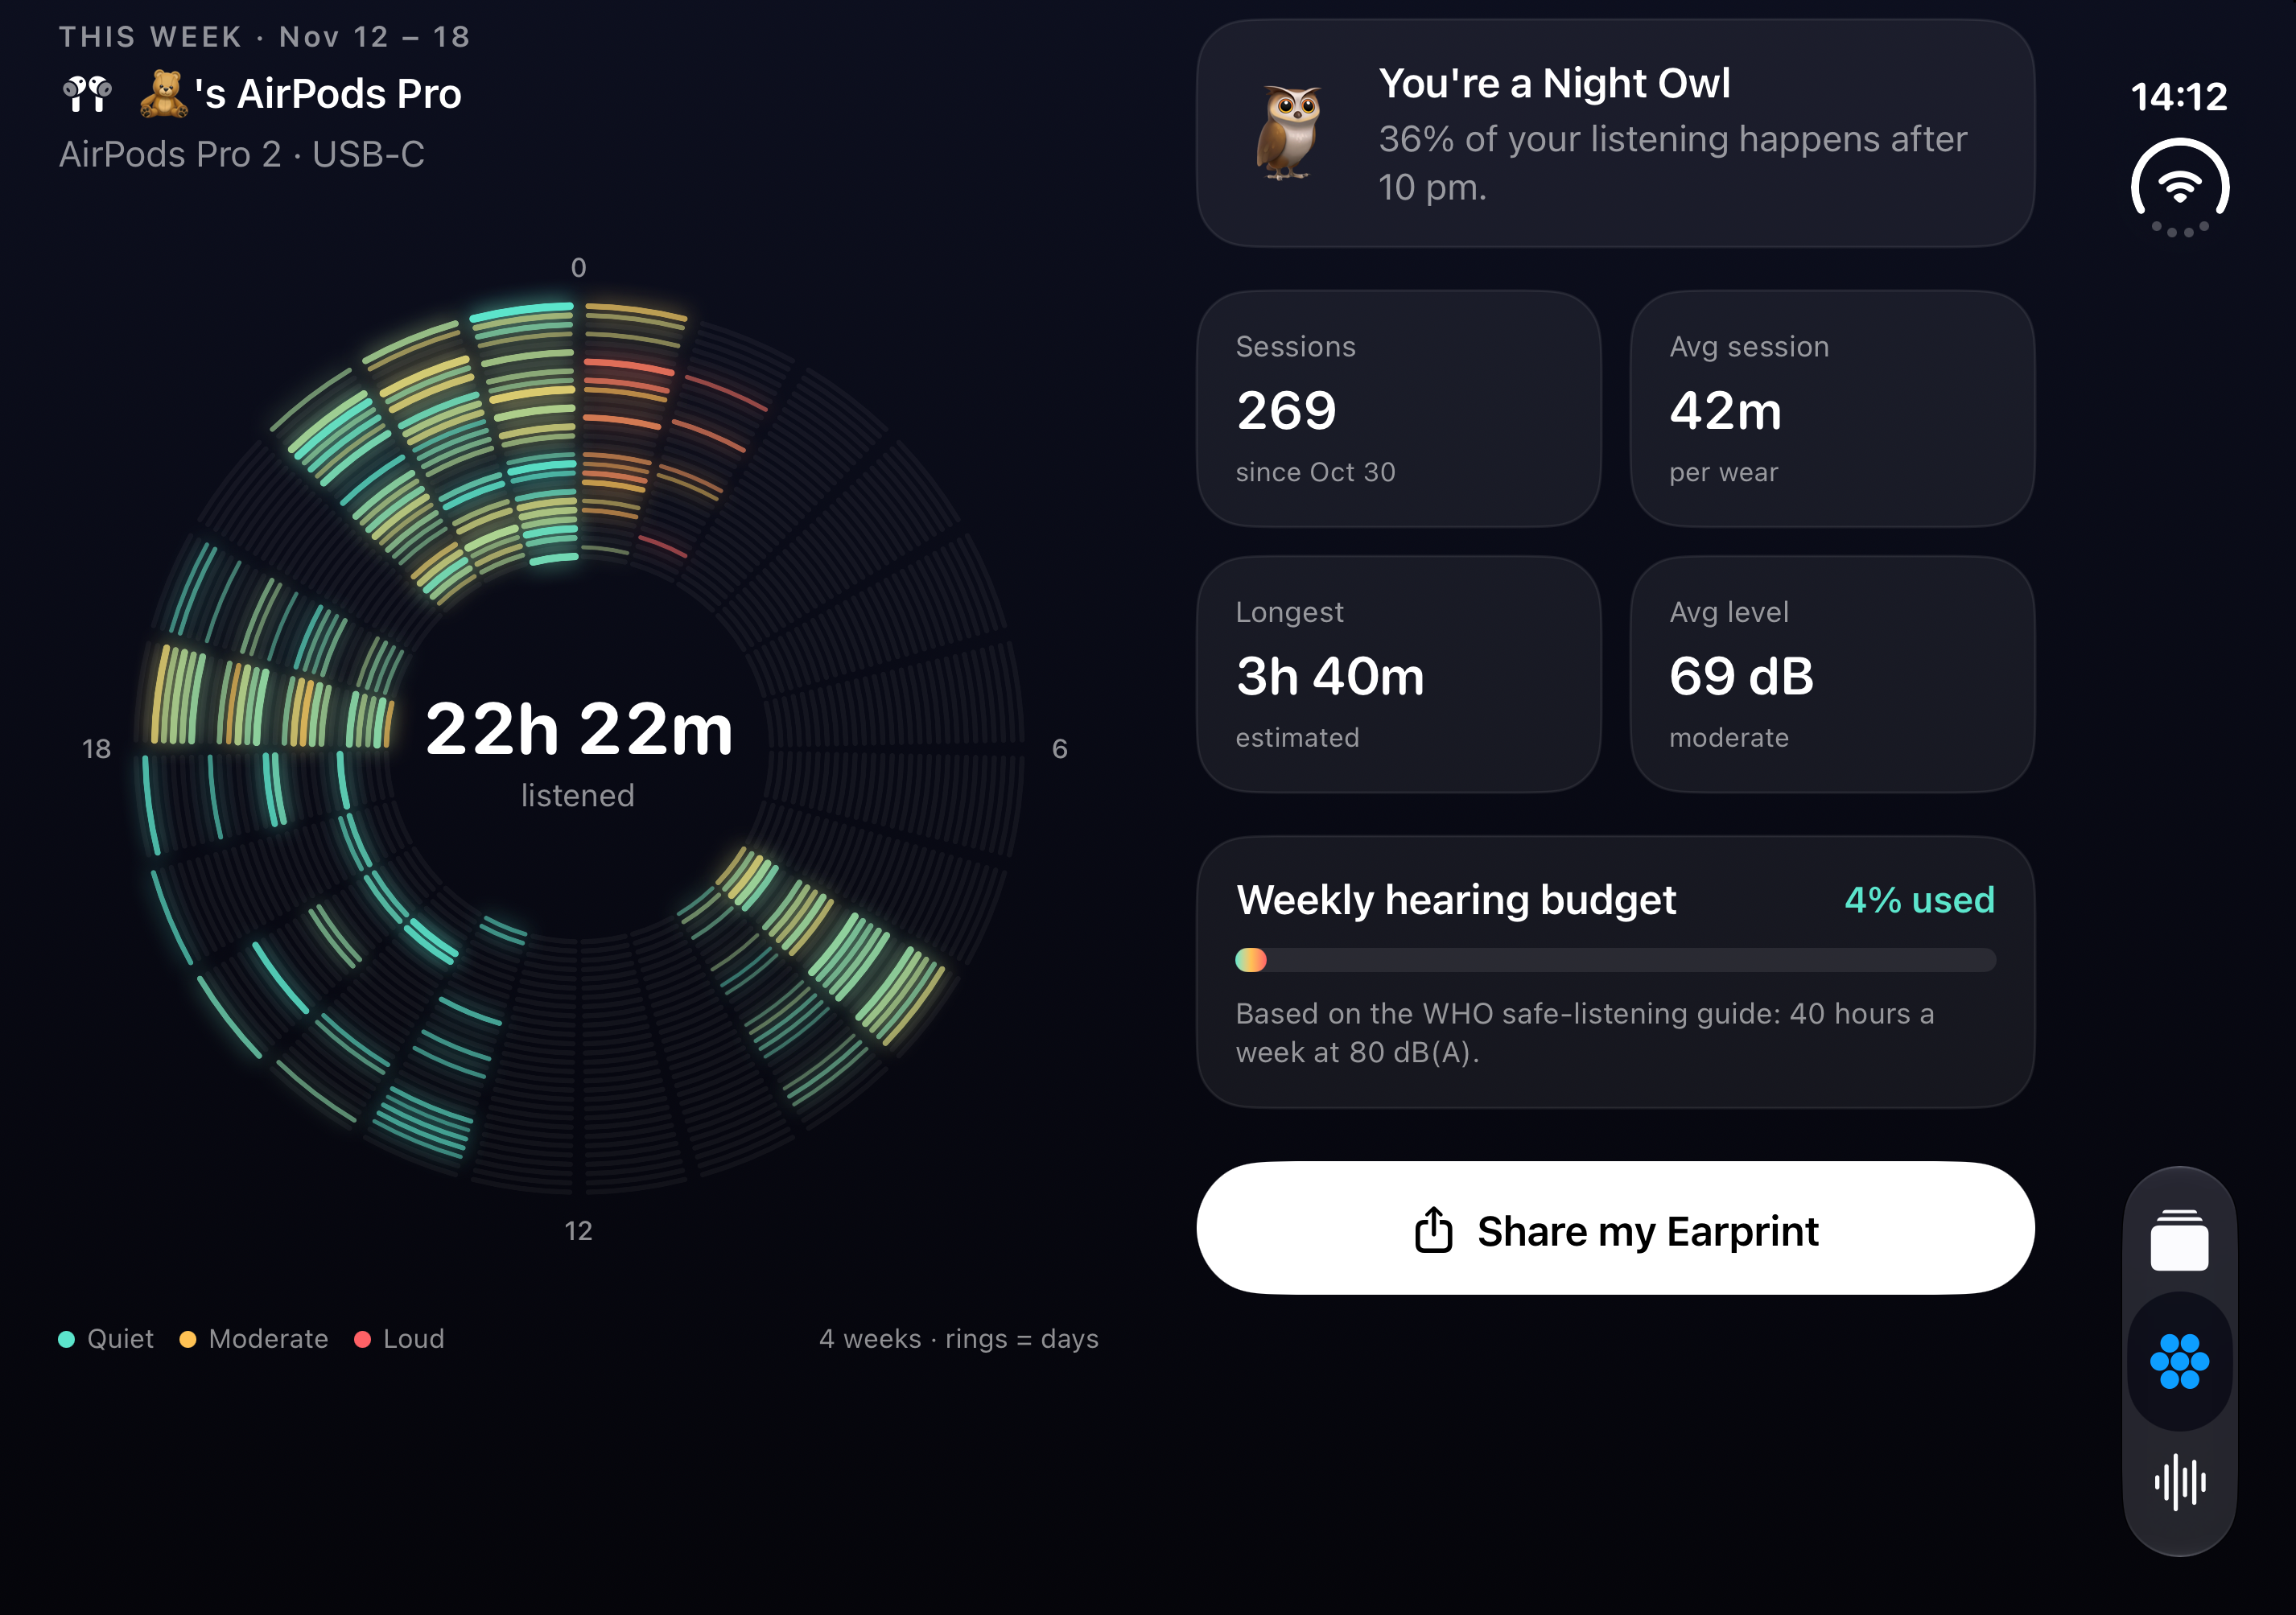 THIS WEEK · Nov 12 – 18
🧸's AirPods Pro
AirPods Pro 2 · USB-C
0
6
12
18
22h 22m
listened
Quiet
Moderate
Loud
4 weeks · rings = days
You're a Night Owl
36% of your listening happens after
10 pm.
Sessions
269
since Oct 30
Avg session
42m
per wear
Longest
3h 40m
estimated
Avg level
69 dB
moderate
Weekly hearing budget
4% used
Based on the WHO safe-listening guide: 40 hours a
week at 80 dB(A).
Share my Earprint
14:12